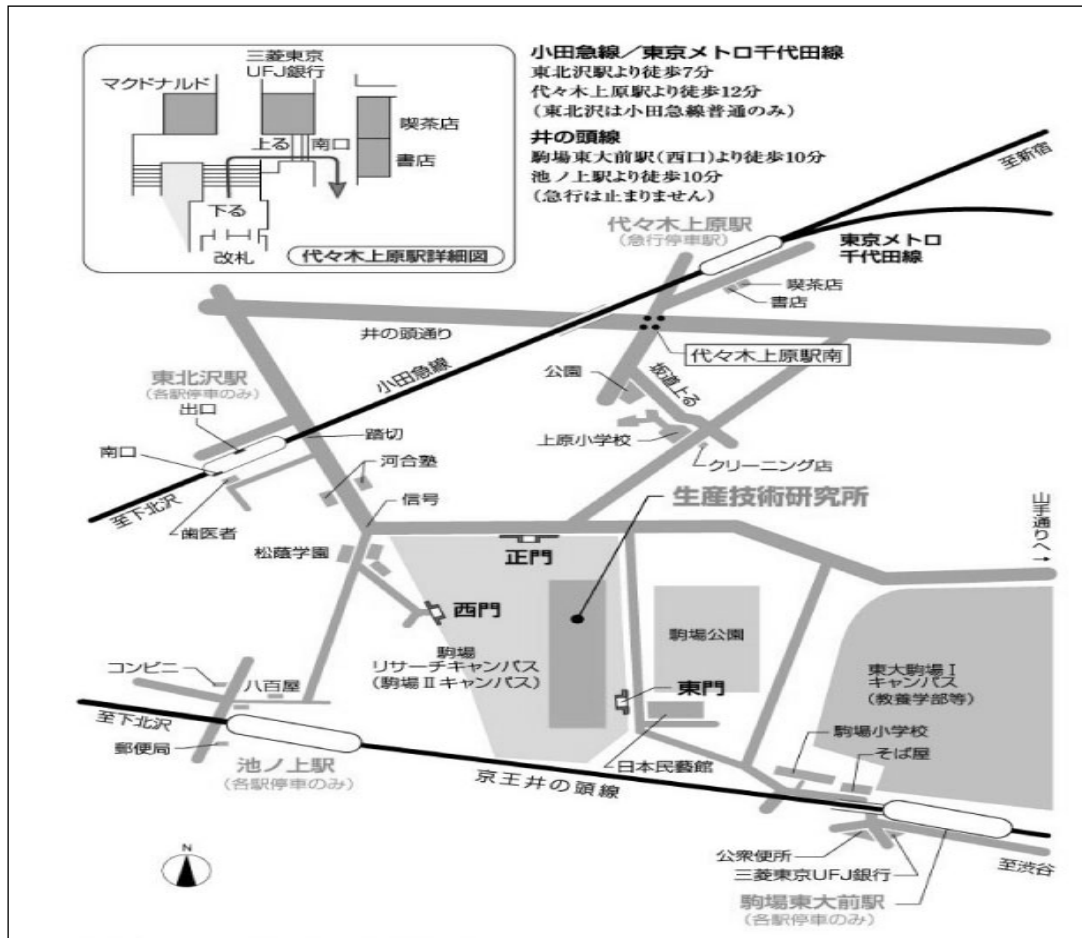 三菱東京
UFJ銀行
マクドナルド
喫茶店
上る
南口
書店
下る
改札
代々木上原駅詳細図
小田急線／東京メトロ千代田線
東北沢駅より徒歩7分
代々木上原駅より徒歩12分
（東北沢は小田急線普通のみ）
井の頭線
駒場東大前駅（西口）より徒歩10分
池ノ上駅より徒歩10分
（急行は止まりません）
至新宿
代々木上原駅
（急行停車駅）
東京メトロ
千代田線
喫茶店
書店
井の頭通り
代々木上原駅南
小田急線
東北沢駅
（各駅停車のみ）
出口
公園
坂道上る
踏切
上原小学校
南口
河合塾
クリーニング店
至下北沢
信号
生産技術研究所
山手通りへ→
歯医者
松蔭学園
正門
西門
駒場
リサーチキャンパス
（駒場Ⅱキャンパス）
駒場公園
東大駒場Ⅰ
キャンパス
（教養学部等）
コンビニ
八百屋
東門
至下北沢
駒場小学校
郵便局
そば屋
池ノ上駅
（各駅停車のみ）
日本民藝館
京王井の頭線
公衆便所
三菱東京UFJ銀行
至渋谷
駒場東大前駅
（各駅停車のみ）
N